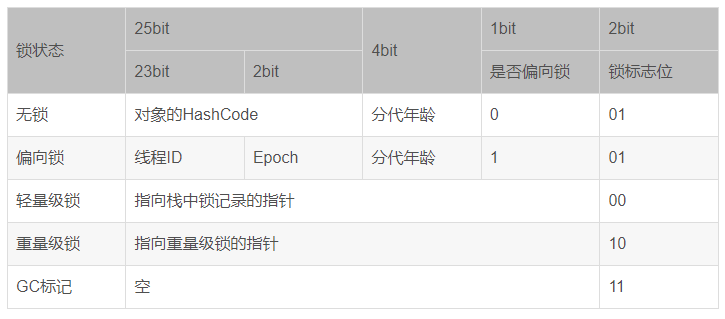 锁状态 25bit 4bit 1bit 2bit
23bit 2bit 是否偏向锁 锁标志位
无锁 对象的HashCode 分代年龄 0 01
偏向锁 线程ID Epoch 分代年龄 1 01
轻量级锁 指向栈中锁记录的指针 00
重量级锁 指向重量级锁的指针 10
GC标记 空 11